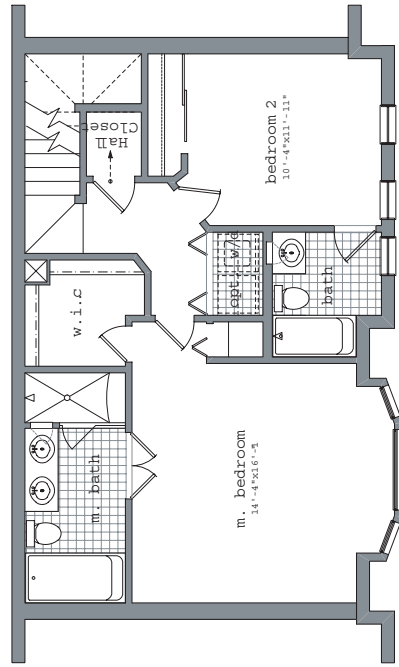 Hall
Closet
bedroom 2
10'-4"x11'-11"
opt. w/d
w.i.c
bath
m. bedroom
14'-4"x16'-1
m. bath